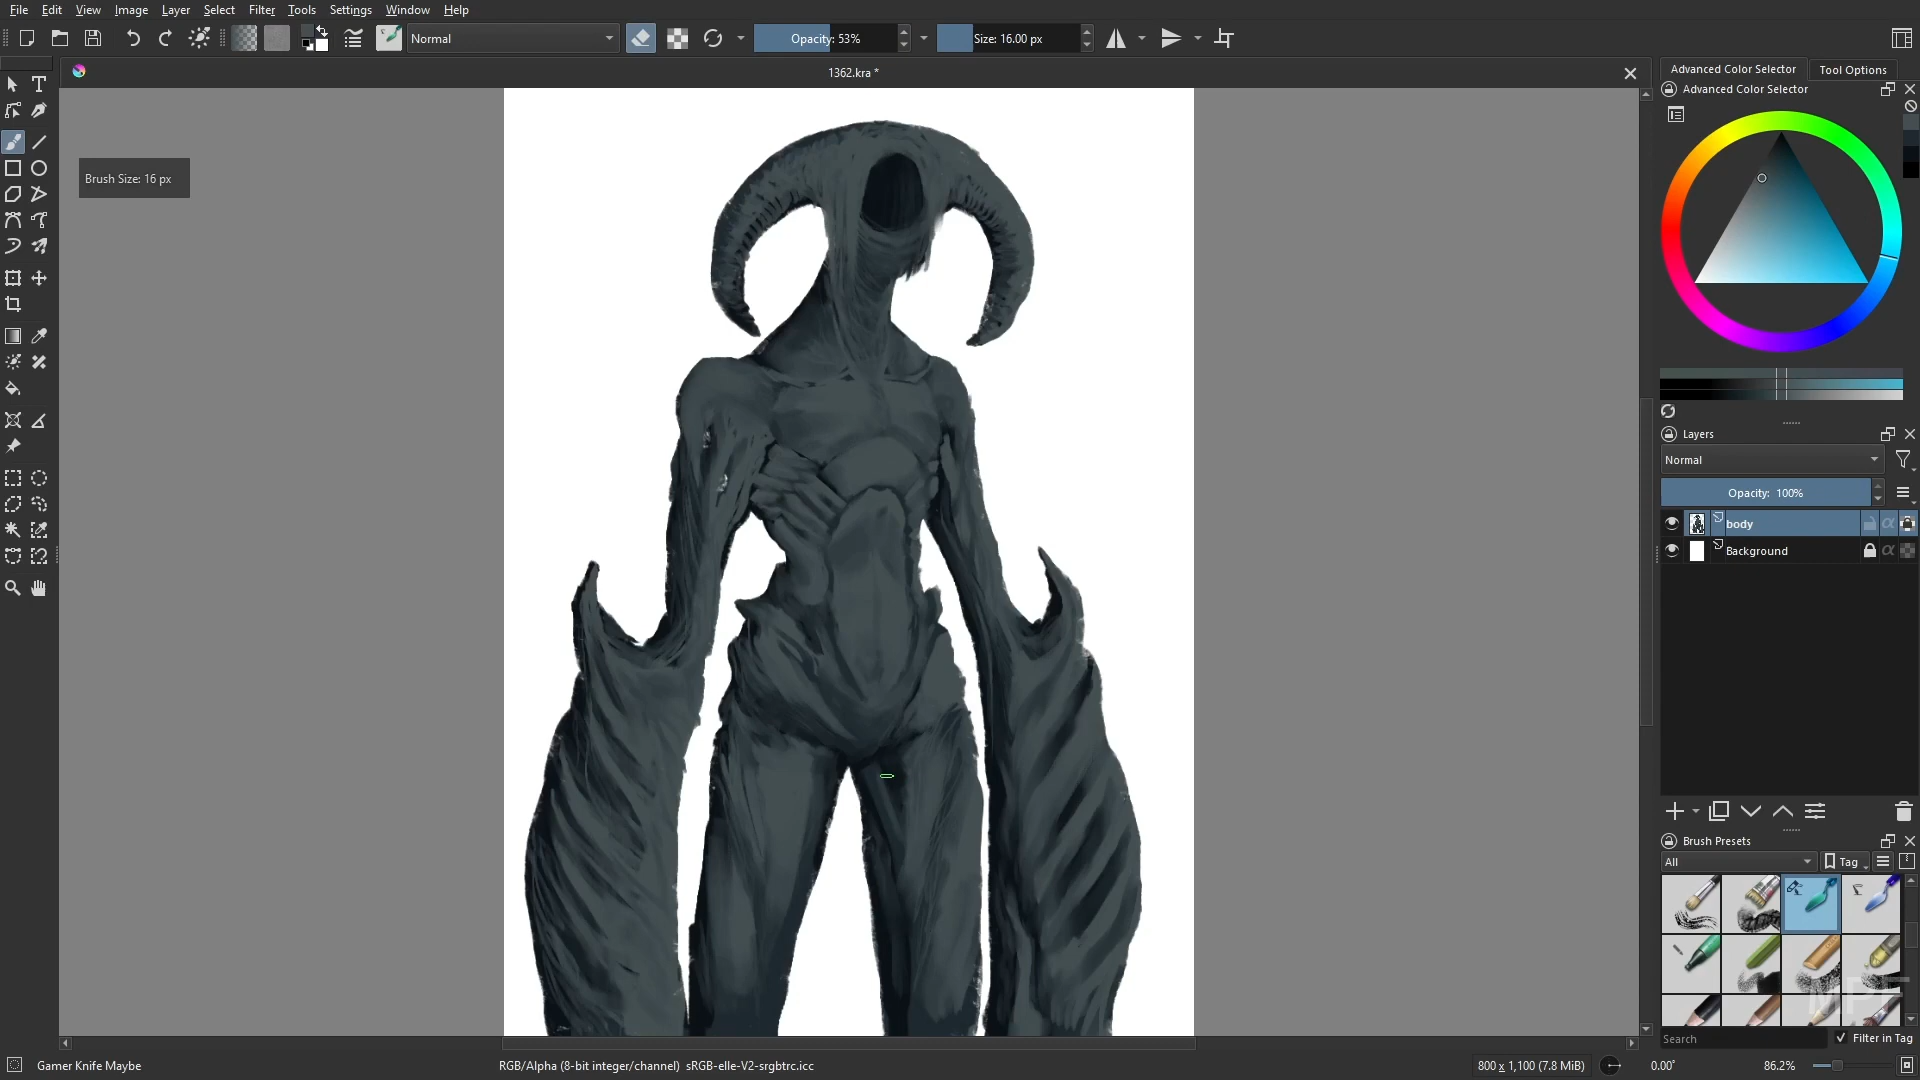 File Edit View Image Layer Select Filter Tools Settings Window Help
Normal
Opacity: 53%
Size: 16.00 px
1362.kra *
Brush Size: 16 px
Advanced Color Selector
Tool Options
Advanced Color Selector
Layers
Normal
Opacity: 100%
body
Background
Brush Presets
All
Tag
Search
Filter in Tag
Gamer Knife Maybe
RGB/Alpha (8-bit integer/channel) sRGB-elle-V2-srgbtrc.icc
800 x 1,100 (7.8 MiB)
0.00°
86.2%